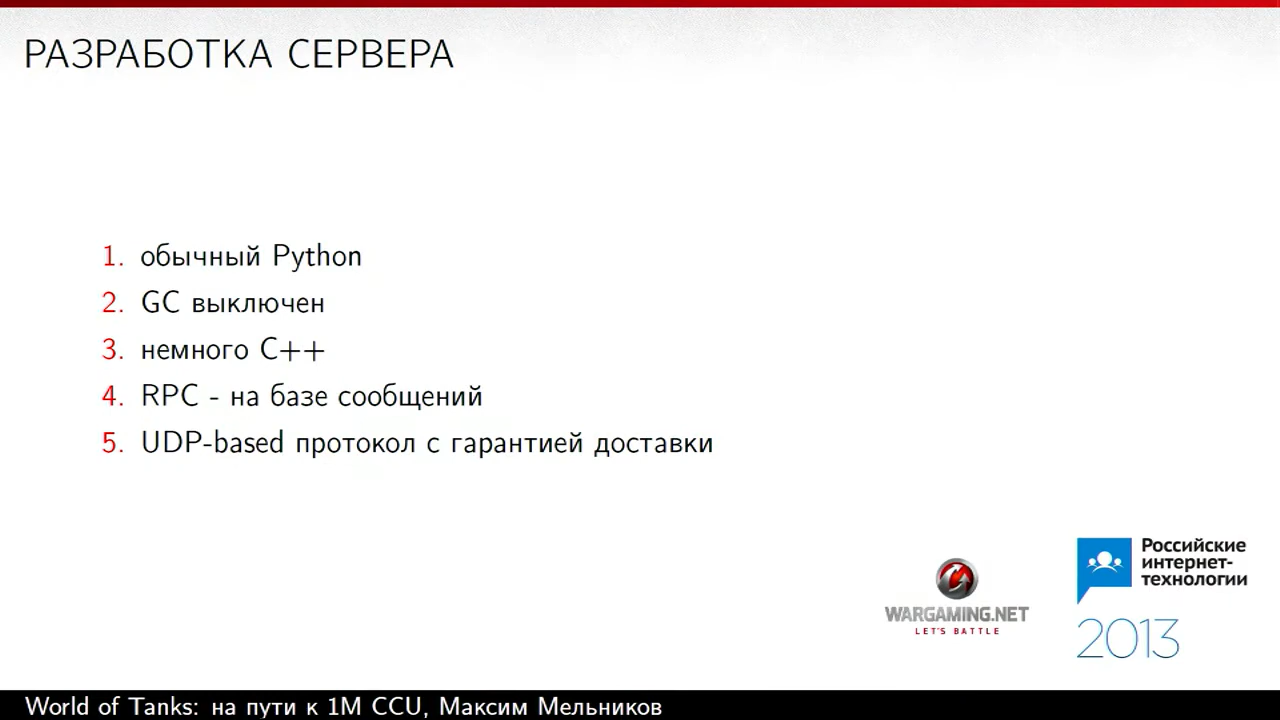 РАЗРАБОТКА СЕРВЕРА
1. обычный Python
2. GC выключен
3. немного C++
4. RPC - на базе сообщений
5. UDP-based протокол с гарантией доставки
WARGAMING.NET
LET'S BATTLE
Российские
интернет-
технологии
2013
World of Tanks: на пути к 1M CCU, Максим Мельников